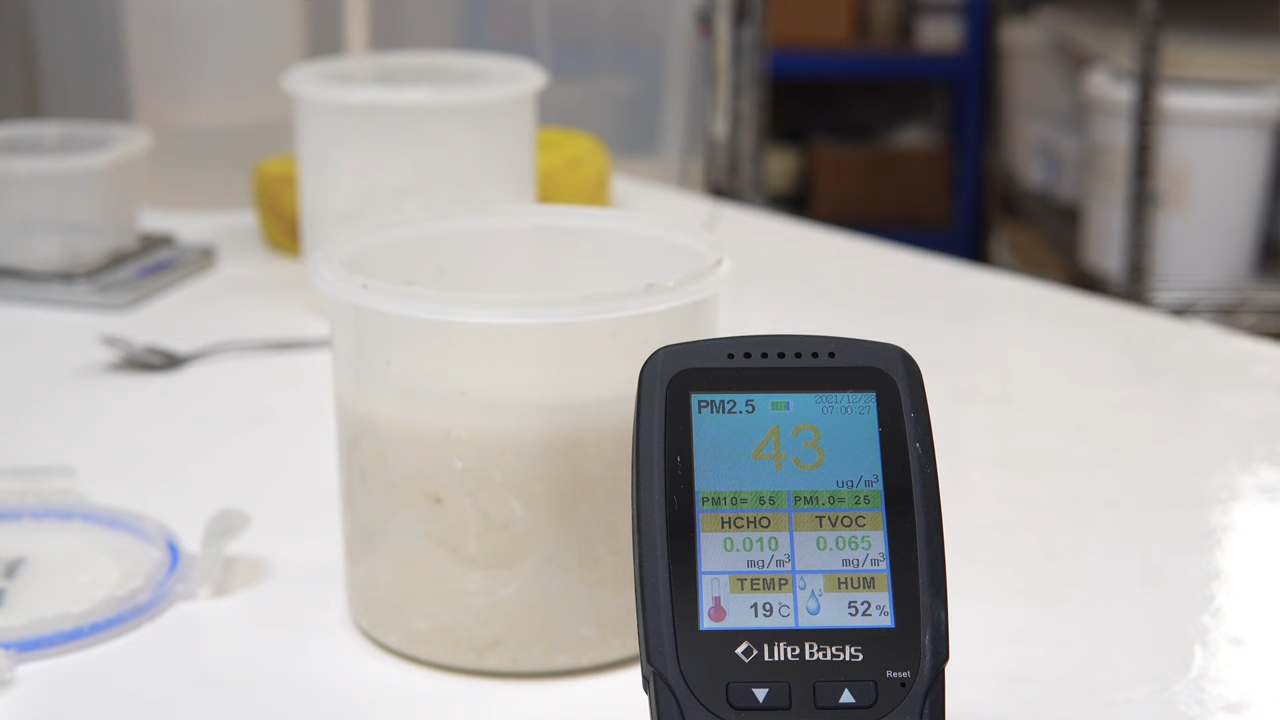 PM2.5
2021/12/28
07:00:27
43
ug/m³
PM10= 55 PM1.0= 25
HCHO TVOC
0.010 0.065
mg/m³ mg/m³
TEMP HUM
19℃ 52%
Life Basis
Reset